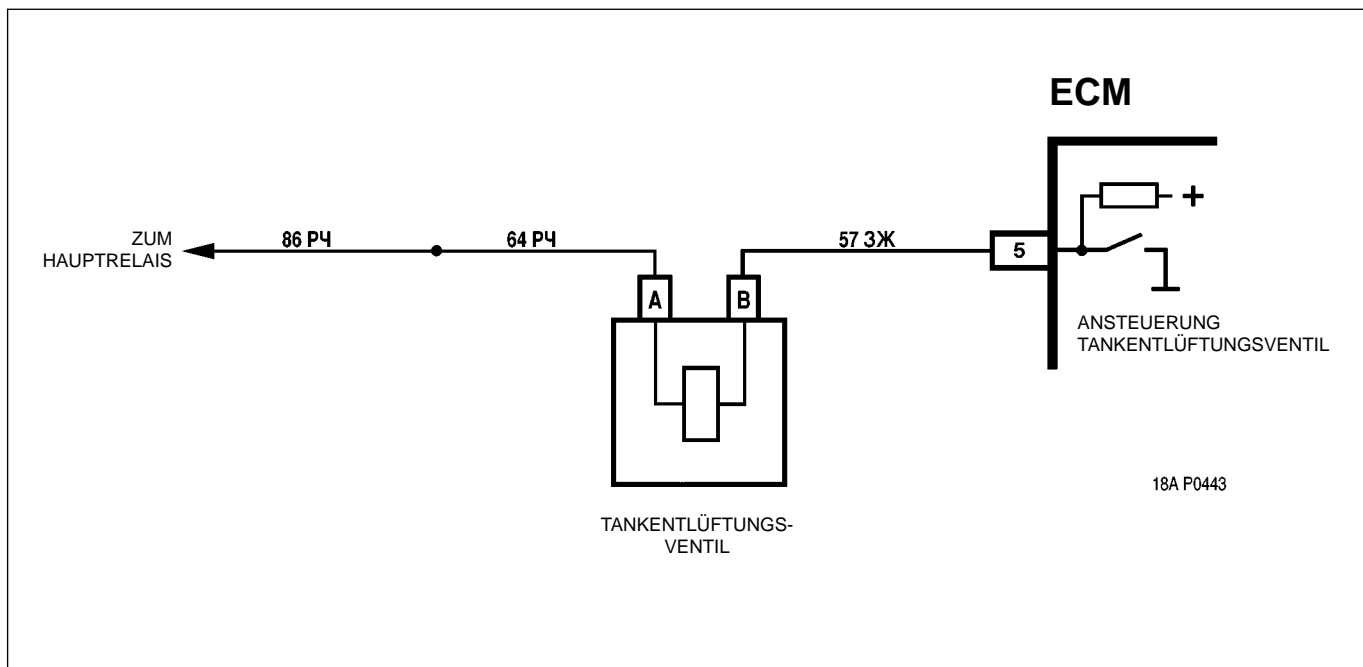 ECM
+
ZUM
HAUPTRELAIS
86 РЧ
64 РЧ
57 ЗЖ
5
A
B
ANSTEUERUNG
TANKENTLÜFTUNGSVENTIL
18A P0443
TANKENTLÜFTUNGS-
VENTIL